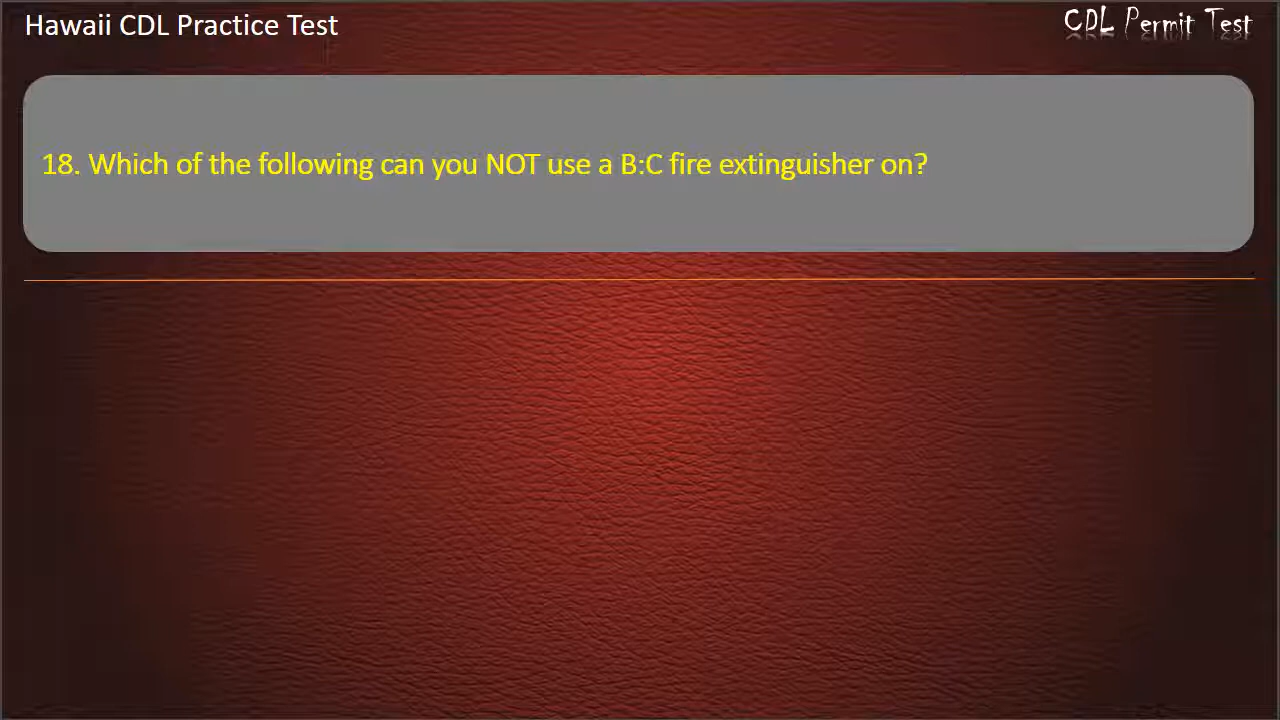 Hawaii CDL Practice Test
CDL Permit Test
18. Which of the following can you NOT use a B:C fire extinguisher on?